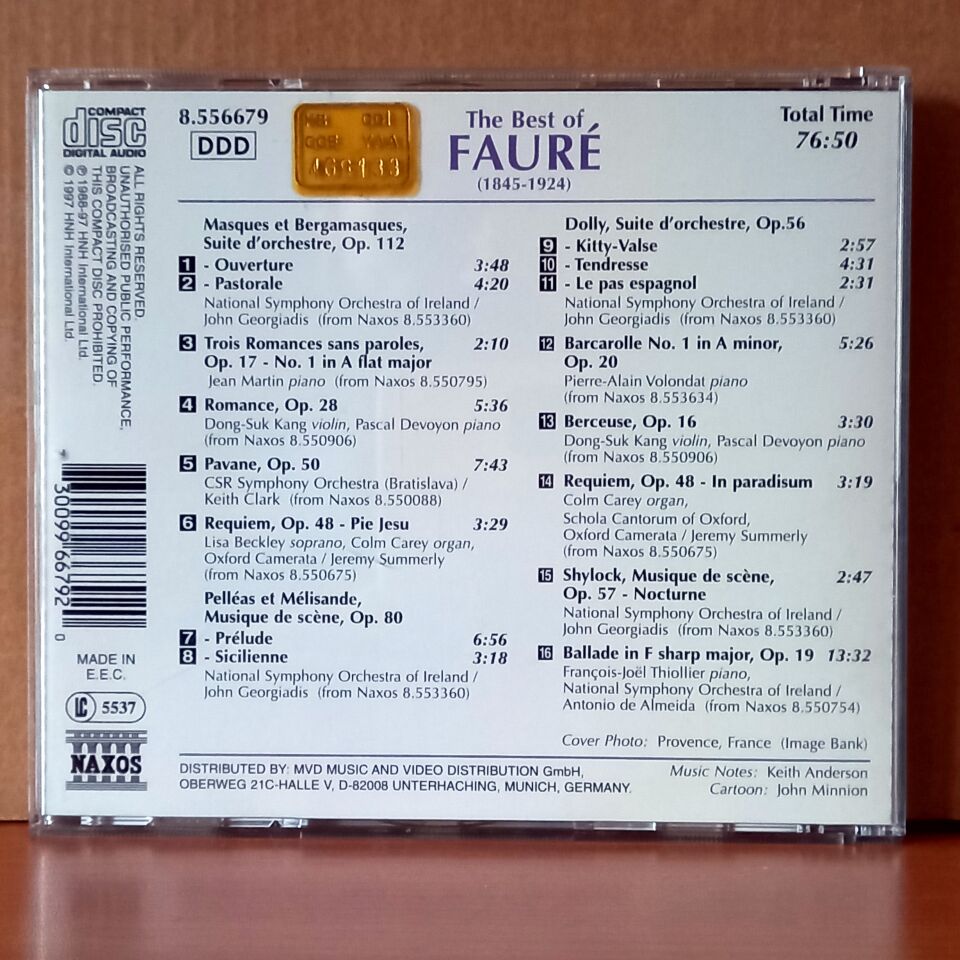 COMPACT
disc
DIGITAL AUDIO
ALL RIGHTS RESERVED.
UNAUTHORISED PUBLIC PERFORMANCE,
BROADCASTING AND COPYING OF
THIS COMPACT DISC PROHIBITED.
℗ 1988-97 HNH International Ltd.
© 1997 HNH International Ltd.
7 30099 66792 0
MADE IN
E.E.C.
LC 5537
NAXOS
8.556679
DDD
468133
The Best of
FAURÉ
(1845-1924)
Total Time
76:50
Masques et Bergamasques,
Suite d'orchestre, Op. 112
1 - Ouverture 3:48
2 - Pastorale 4:20
National Symphony Orchestra of Ireland /
John Georgiadis (from Naxos 8.553360)
3 Trois Romances sans paroles, 2:10
Op. 17 - No. 1 in A flat major
Jean Martin piano (from Naxos 8.550795)
4 Romance, Op. 28 5:36
Dong-Suk Kang violin, Pascal Devoyon piano
(from Naxos 8.550906)
5 Pavane, Op. 50 7:43
CSR Symphony Orchestra (Bratislava) /
Keith Clark (from Naxos 8.550088)
6 Requiem, Op. 48 - Pie Jesu 3:29
Lisa Beckley soprano, Colm Carey organ,
Oxford Camerata / Jeremy Summerly
(from Naxos 8.550675)
Pelléas et Mélisande,
Musique de scène, Op. 80
7 - Prélude 6:56
8 - Sicilienne 3:18
National Symphony Orchestra of Ireland /
John Georgiadis (from Naxos 8.553360)
Dolly, Suite d'orchestre, Op.56
9 - Kitty-Valse 2:57
10 - Tendresse 4:31
11 - Le pas espagnol 2:31
National Symphony Orchestra of Ireland /
John Georgiadis (from Naxos 8.553360)
12 Barcarolle No. 1 in A minor, 5:26
Op. 20
Pierre-Alain Volondat piano
(from Naxos 8.553634)
13 Berceuse, Op. 16 3:30
Dong-Suk Kang violin, Pascal Devoyon piano
(from Naxos 8.550906)
14 Requiem, Op. 48 - In paradisum 3:19
Colm Carey organ,
Schola Cantorum of Oxford,
Oxford Camerata / Jeremy Summerly
(from Naxos 8.550675)
15 Shylock, Musique de scène, 2:47
Op. 57 - Nocturne
National Symphony Orchestra of Ireland /
John Georgiadis (from Naxos 8.553360)
16 Ballade in F sharp major, Op. 19 13:32
François-Joël Thiollier piano,
National Symphony Orchestra of Ireland /
Antonio de Almeida (from Naxos 8.550754)
Cover Photo: Provence, France (Image Bank)
DISTRIBUTED BY: MVD MUSIC AND VIDEO DISTRIBUTION GmbH,
OBERWEG 21C-HALLE V, D-82008 UNTERHACHING, MUNICH, GERMANY.
Music Notes: Keith Anderson
Cartoon: John Minnion